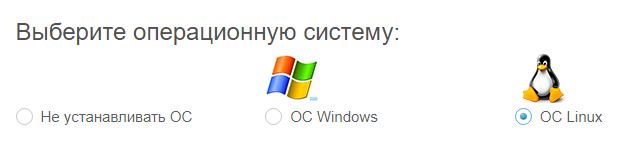 Выберите операционную систему:
Не устанавливать ОС ОС Windows ОС Linux